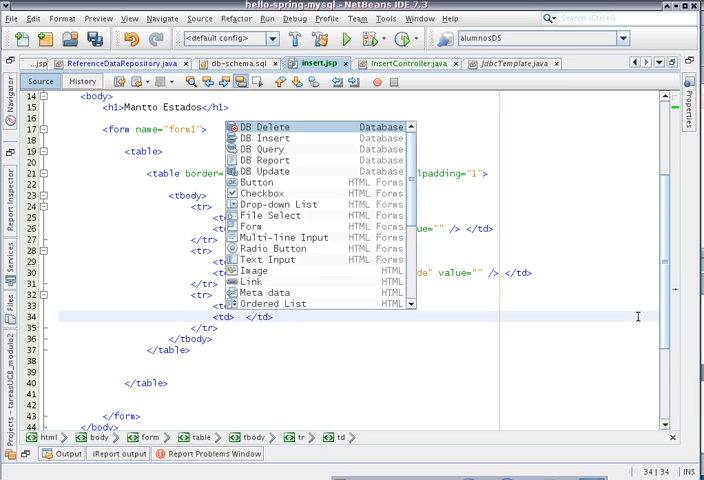 hello-spring-mysql - NetBeans IDE 7.3
File Edit Format Preview View Navigate Source Refactor Run Debug Profile Team Tools Window Help
Search (Ctrl+I)
<default config> alumnosDS
...jsp ReferenceDataRepository.java db-schema.sql insert.jsp InsertController.java JdbcTemplate.java
Source History
14 <body>
15 <h1>Mantto Estados</h1>
16
17 <form name="form1">
18
19 <table>
20
21 <table border= lpadding="1">
22
23 <tbody>
24 <tr>
25 <t
26 <t ue="" /> </td>
27 </tr>
28 <tr>
29 <t
30 <t de" value="" /> </td>
31 </tr>
32 <tr>
33 <t
34 <td> </td>
35 </tr>
36 </tbody>
37 </table>
38
39
40 </table>
41
42
43 </form>
44 </body>
DB Delete Database
DB Insert Database
DB Query Database
DB Report Database
DB Update Database
Button HTML Forms
Checkbox HTML Forms
Drop-down List HTML Forms
File Select HTML Forms
Form HTML Forms
Multi-line Input HTML Forms
Radio Button HTML Forms
Text Input HTML Forms
Image HTML
Link HTML
Meta data HTML
Ordered List HTML
Navigator
Report Inspector
Services
Files
Projects - tareasUGB_modulo2
Properties
html body form table tbody tr td
Output iReport output Report Problems Window
34 | 34 INS